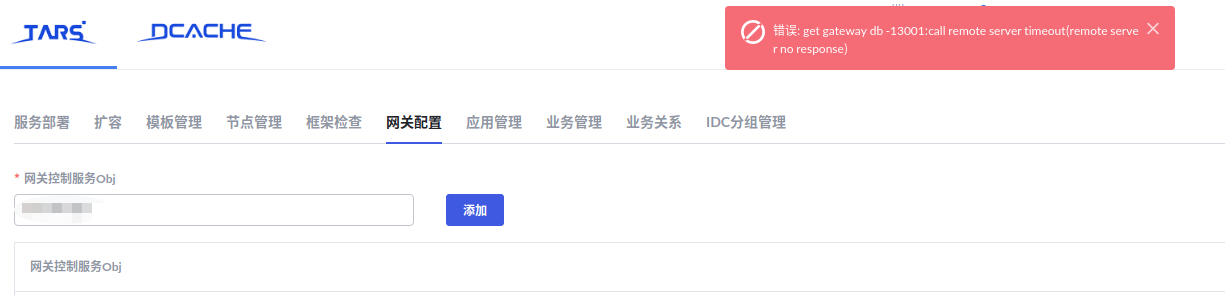 TARS
DCACHE
错误: get gateway db -13001:call remote server timeout(remote serve
r no response)
服务部署 扩容 模板管理 节点管理 框架检查 网关配置 应用管理 业务管理 业务关系 IDC分组管理
* 网关控制服务Obj
添加
网关控制服务Obj